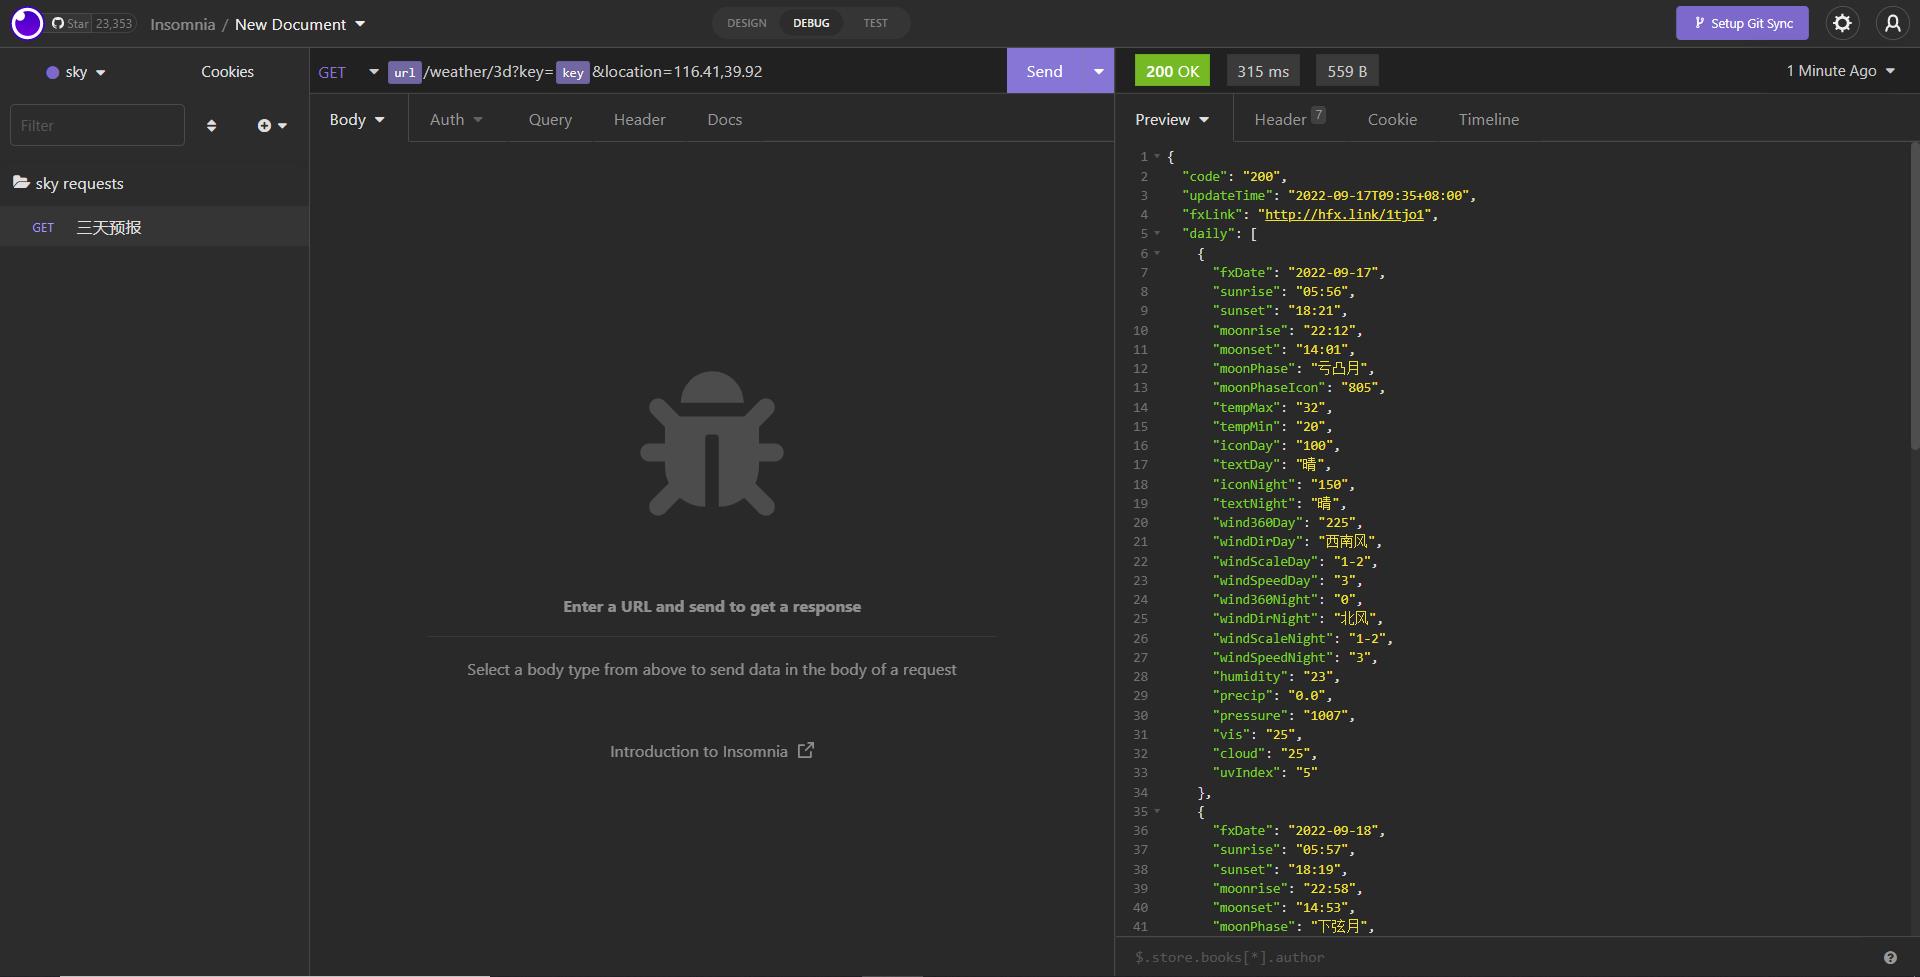 Star 23,353 Insomnia / New Document DESIGN DEBUG TEST Setup Git Sync
sky Cookies
GET url /weather/3d?key= key &location=116.41,39.92 Send
200 OK 315 ms 559 B 1 Minute Ago
Filter
Body Auth Query Header Docs
Preview Header 7 Cookie Timeline
sky requests
GET 三天预报
Enter a URL and send to get a response
Select a body type from above to send data in the body of a request
Introduction to Insomnia
1 {
2 "code": "200",
3 "updateTime": "2022-09-17T09:35+08:00",
4 "fxLink": "http://hfx.link/1tjo1",
5 "daily": [
6 {
7 "fxDate": "2022-09-17",
8 "sunrise": "05:56",
9 "sunset": "18:21",
10 "moonrise": "22:12",
11 "moonset": "14:01",
12 "moonPhase": "亏凸月",
13 "moonPhaseIcon": "805",
14 "tempMax": "32",
15 "tempMin": "20",
16 "iconDay": "100",
17 "textDay": "晴",
18 "iconNight": "150",
19 "textNight": "晴",
20 "wind360Day": "225",
21 "windDirDay": "西南风",
22 "windScaleDay": "1-2",
23 "windSpeedDay": "3",
24 "wind360Night": "0",
25 "windDirNight": "北风",
26 "windScaleNight": "1-2",
27 "windSpeedNight": "3",
28 "humidity": "23",
29 "precip": "0.0",
30 "pressure": "1007",
31 "vis": "25",
32 "cloud": "25",
33 "uvIndex": "5"
34 },
35 {
36 "fxDate": "2022-09-18",
37 "sunrise": "05:57",
38 "sunset": "18:19",
39 "moonrise": "22:58",
40 "moonset": "14:53",
41 "moonPhase": "下弦月",
$.store.books[*].author